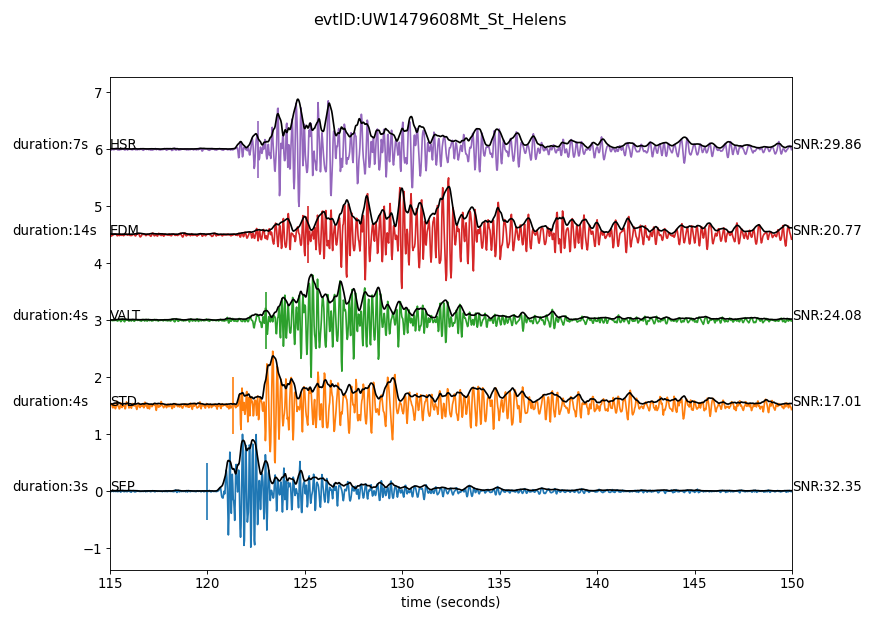 evtID:UW1479608Mt_St_Helens
7
duration:7s HSR SNR:29.86
6
5
duration:14s EDM SNR:20.77
4
duration:4s VALT SNR:24.08
3
2
duration:4s STD SNR:17.01
1
duration:3s SEP SNR:32.35
0
−1
115 120 125 130 135 140 145 150
time (seconds)